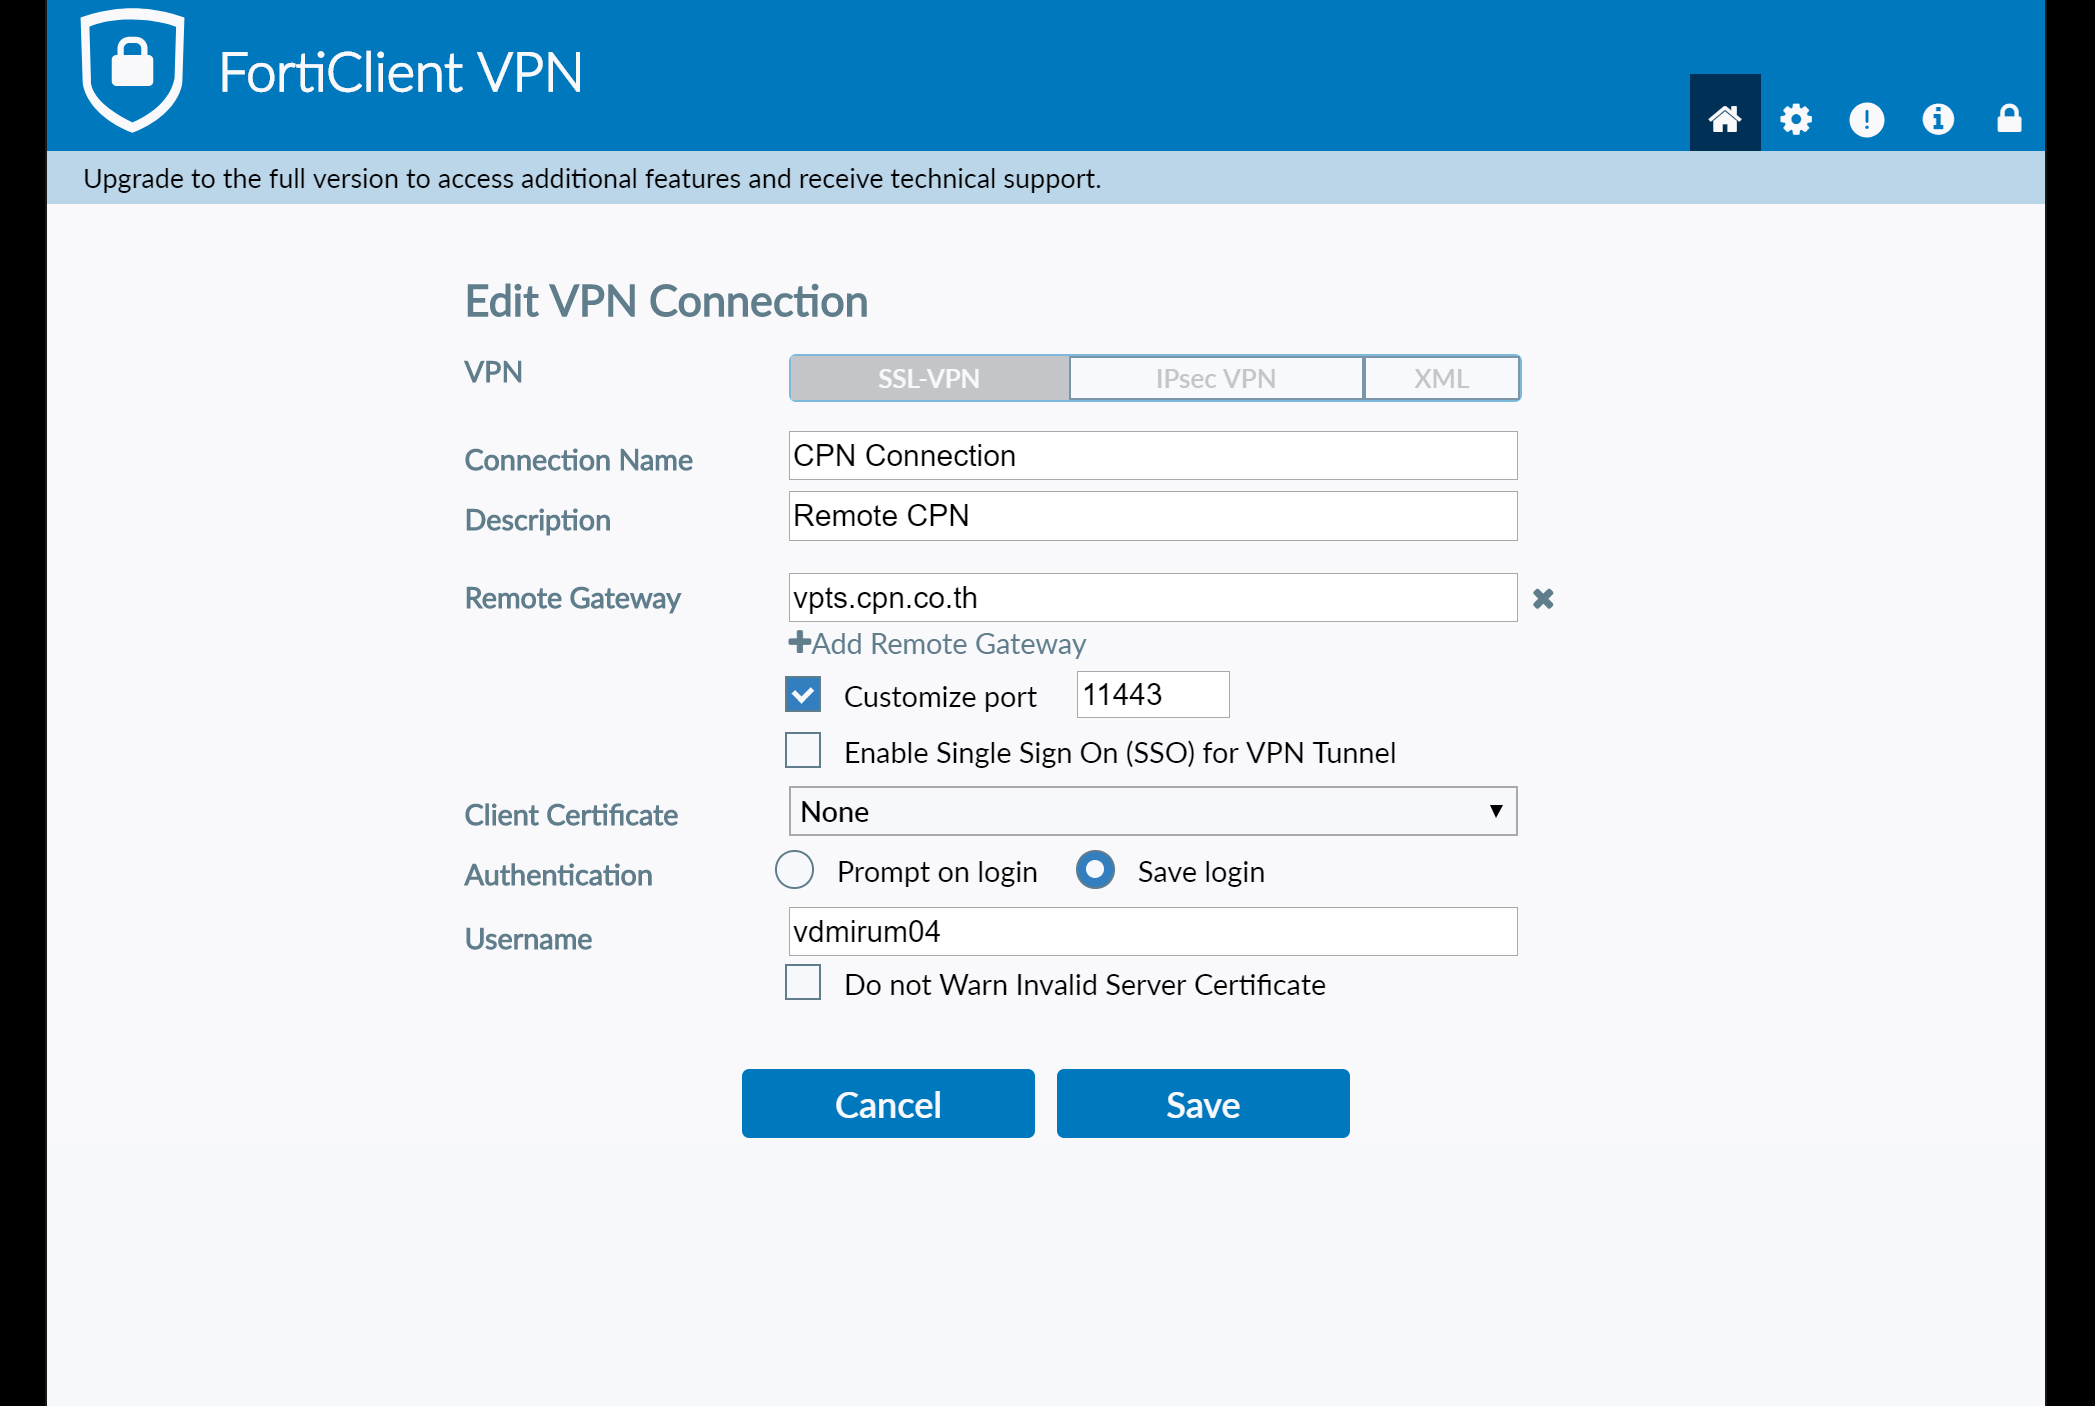 FortiClient VPN
Upgrade to the full version to access additional features and receive technical support.
Edit VPN Connection
VPN SSL-VPN IPsec VPN XML
Connection Name CPN Connection
Description Remote CPN
Remote Gateway vpts.cpn.co.th
Add Remote Gateway
Customize port 11443
Enable Single Sign On (SSO) for VPN Tunnel
Client Certificate None
Authentication Prompt on login Save login
Username vdmirum04
Do not Warn Invalid Server Certificate
Cancel Save